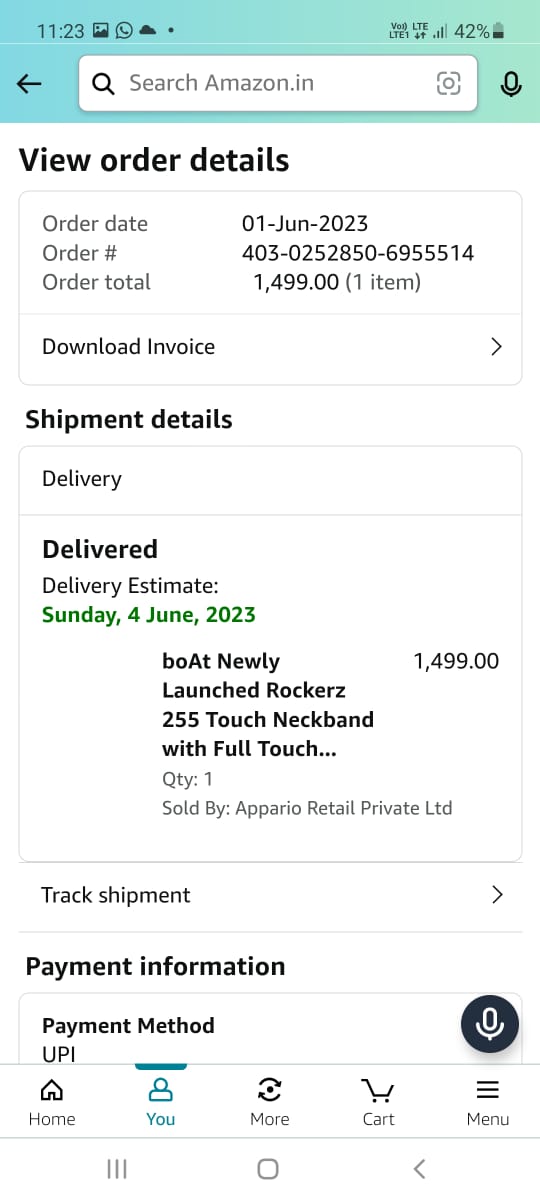 11:23 Vo)) LTE LTE1 42%
Search Amazon.in
View order details
Order date 01-Jun-2023
Order # 403-0252850-6955514
Order total 1,499.00 (1 item)
Download Invoice
Shipment details
Delivery
Delivered
Delivery Estimate:
Sunday, 4 June, 2023
boAt Newly 1,499.00
Launched Rockerz
255 Touch Neckband
with Full Touch...
Qty: 1
Sold By: Appario Retail Private Ltd
Track shipment
Payment information
Payment Method
UPI
Home You More Cart Menu